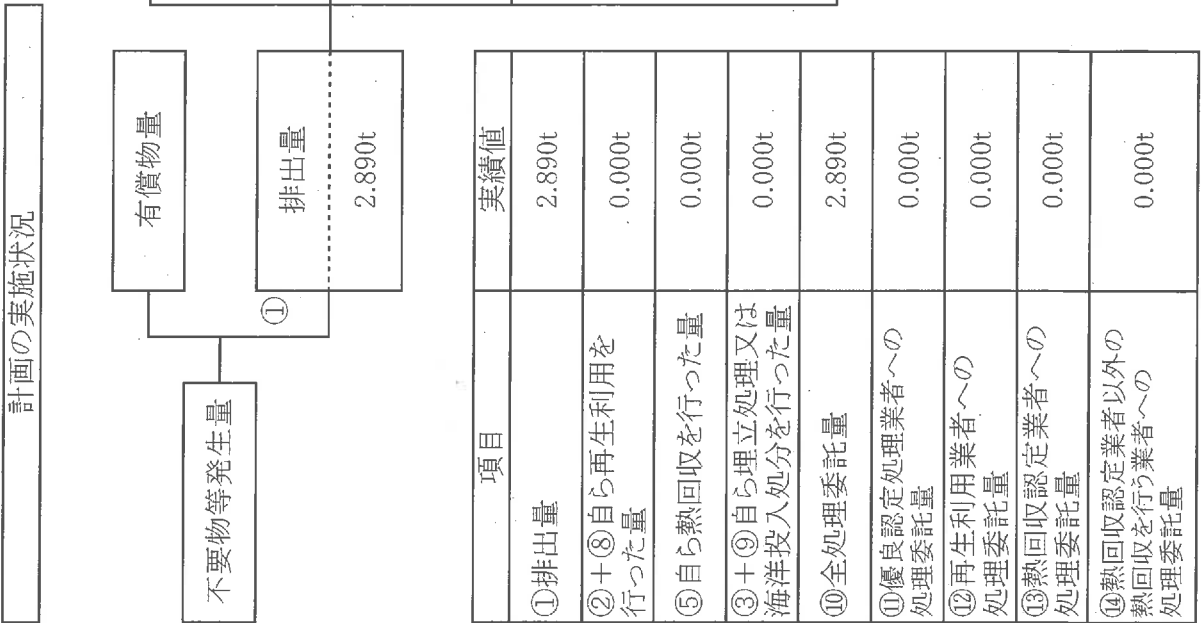 計画の実施状況
不要物等発生量
有償物量
①
排出量
2.890t
項目
実績値
①排出量
2.890t
②+⑧自ら再生利用を
行った量
0.000t
⑤自ら熱回収を行った量
0.000t
③+⑨自ら埋立処理又は
海洋投入処分を行った量
0.000t
⑩全処理委託量
2.890t
⑪優良認定処理業者への
処理委託量
0.000t
⑫再生利用業者への
処理委託量
0.000t
⑬熱回収認定業者への
処理委託量
0.000t
⑭熱回収認定業者以外の
熱回収を行う業者への
処理委託量
0.000t